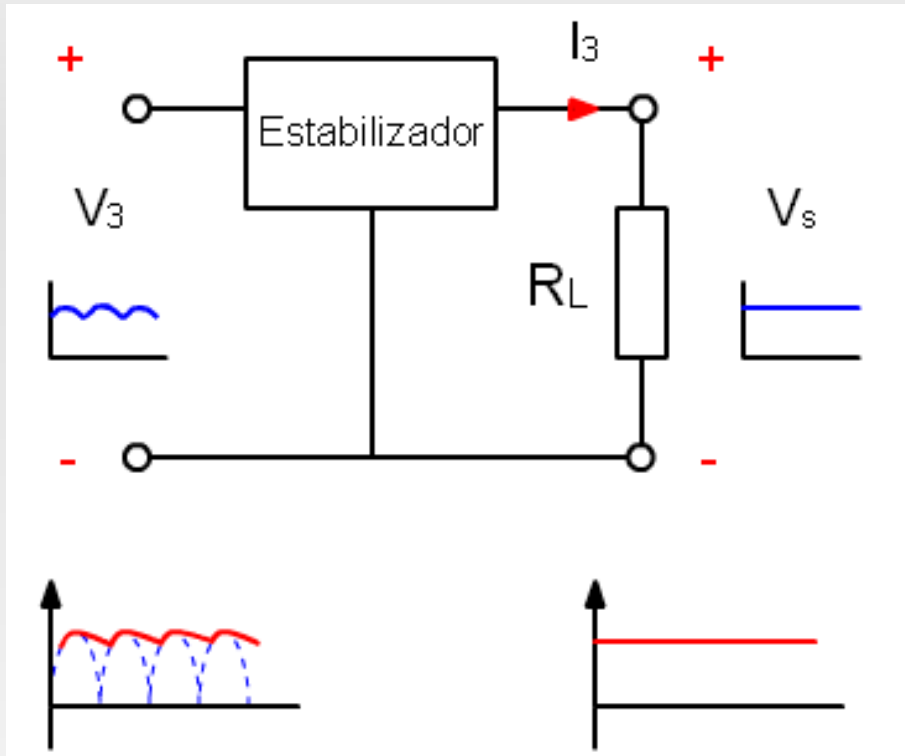 I3
+ +
Estabilizador
V3 Vs
RL
- -